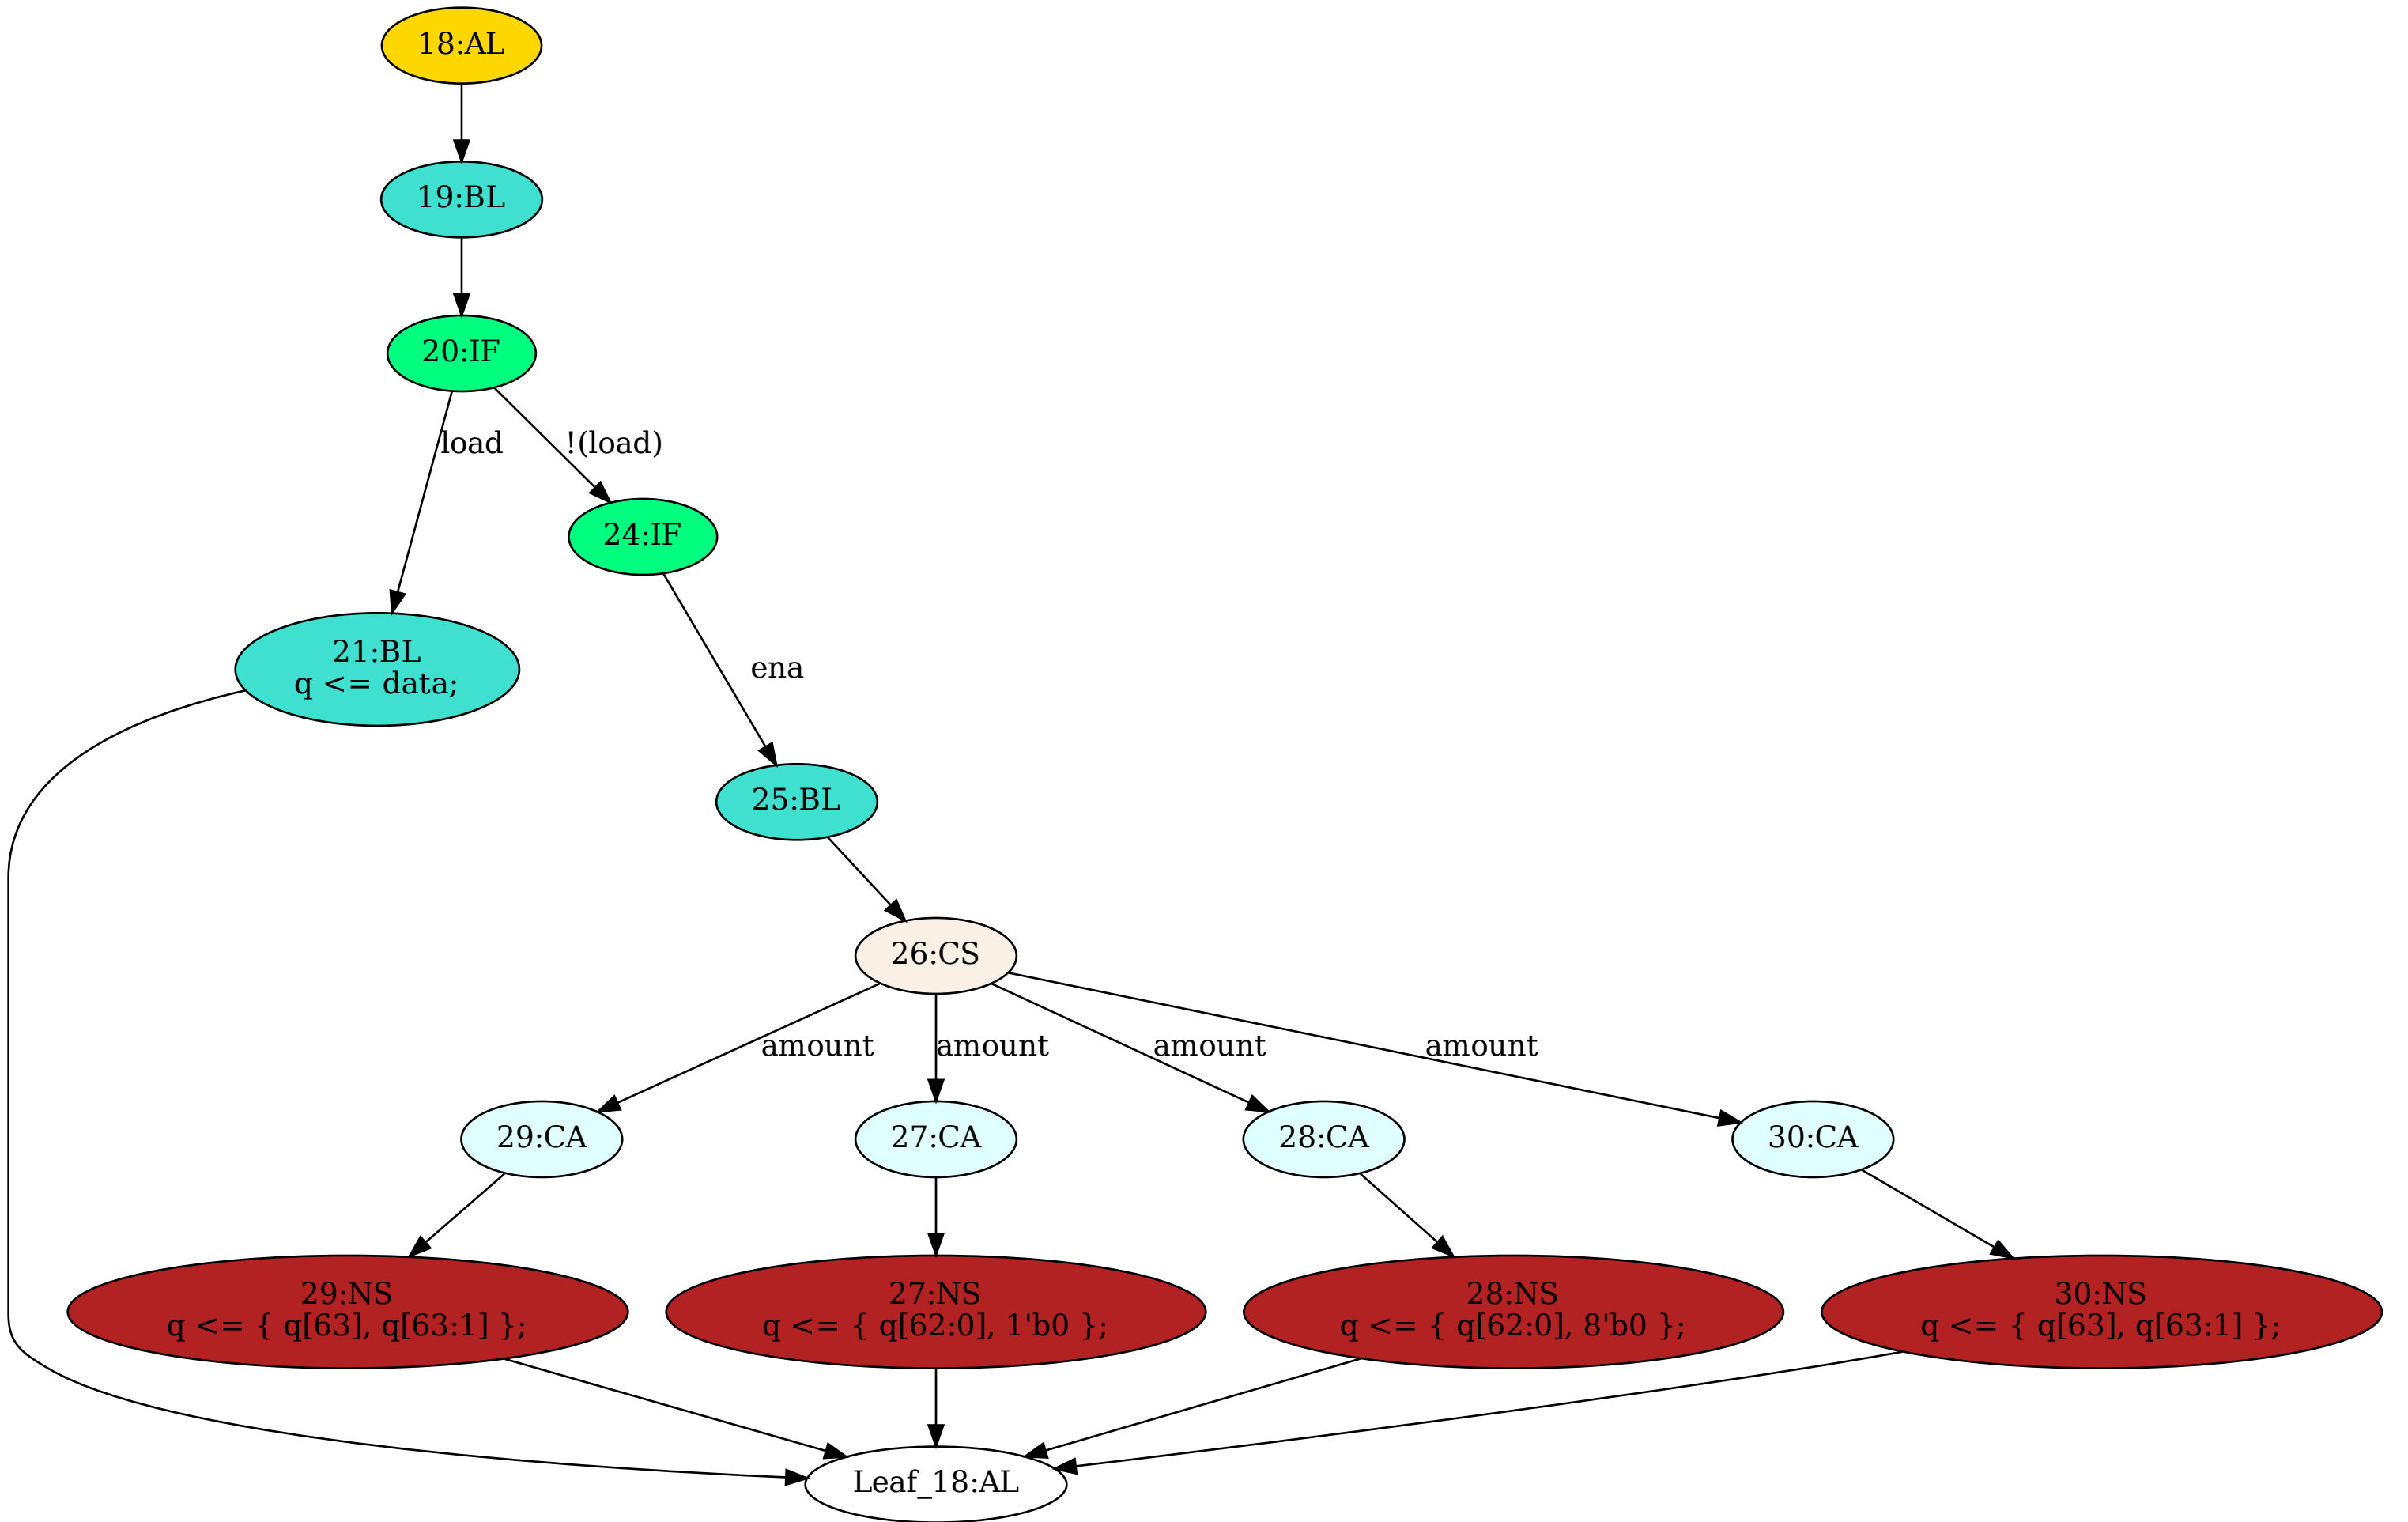 18:AL
19:BL
20:IF
load
!(load)
24:IF
21:BL
q <= data;
ena
25:BL
26:CS
amount
amount
amount
amount
29:CA
27:CA
28:CA
30:CA
29:NS
q <= { q[63], q[63:1] };
27:NS
q <= { q[62:0], 1'b0 };
28:NS
q <= { q[62:0], 8'b0 };
30:NS
q <= { q[63], q[63:1] };
Leaf_18:AL